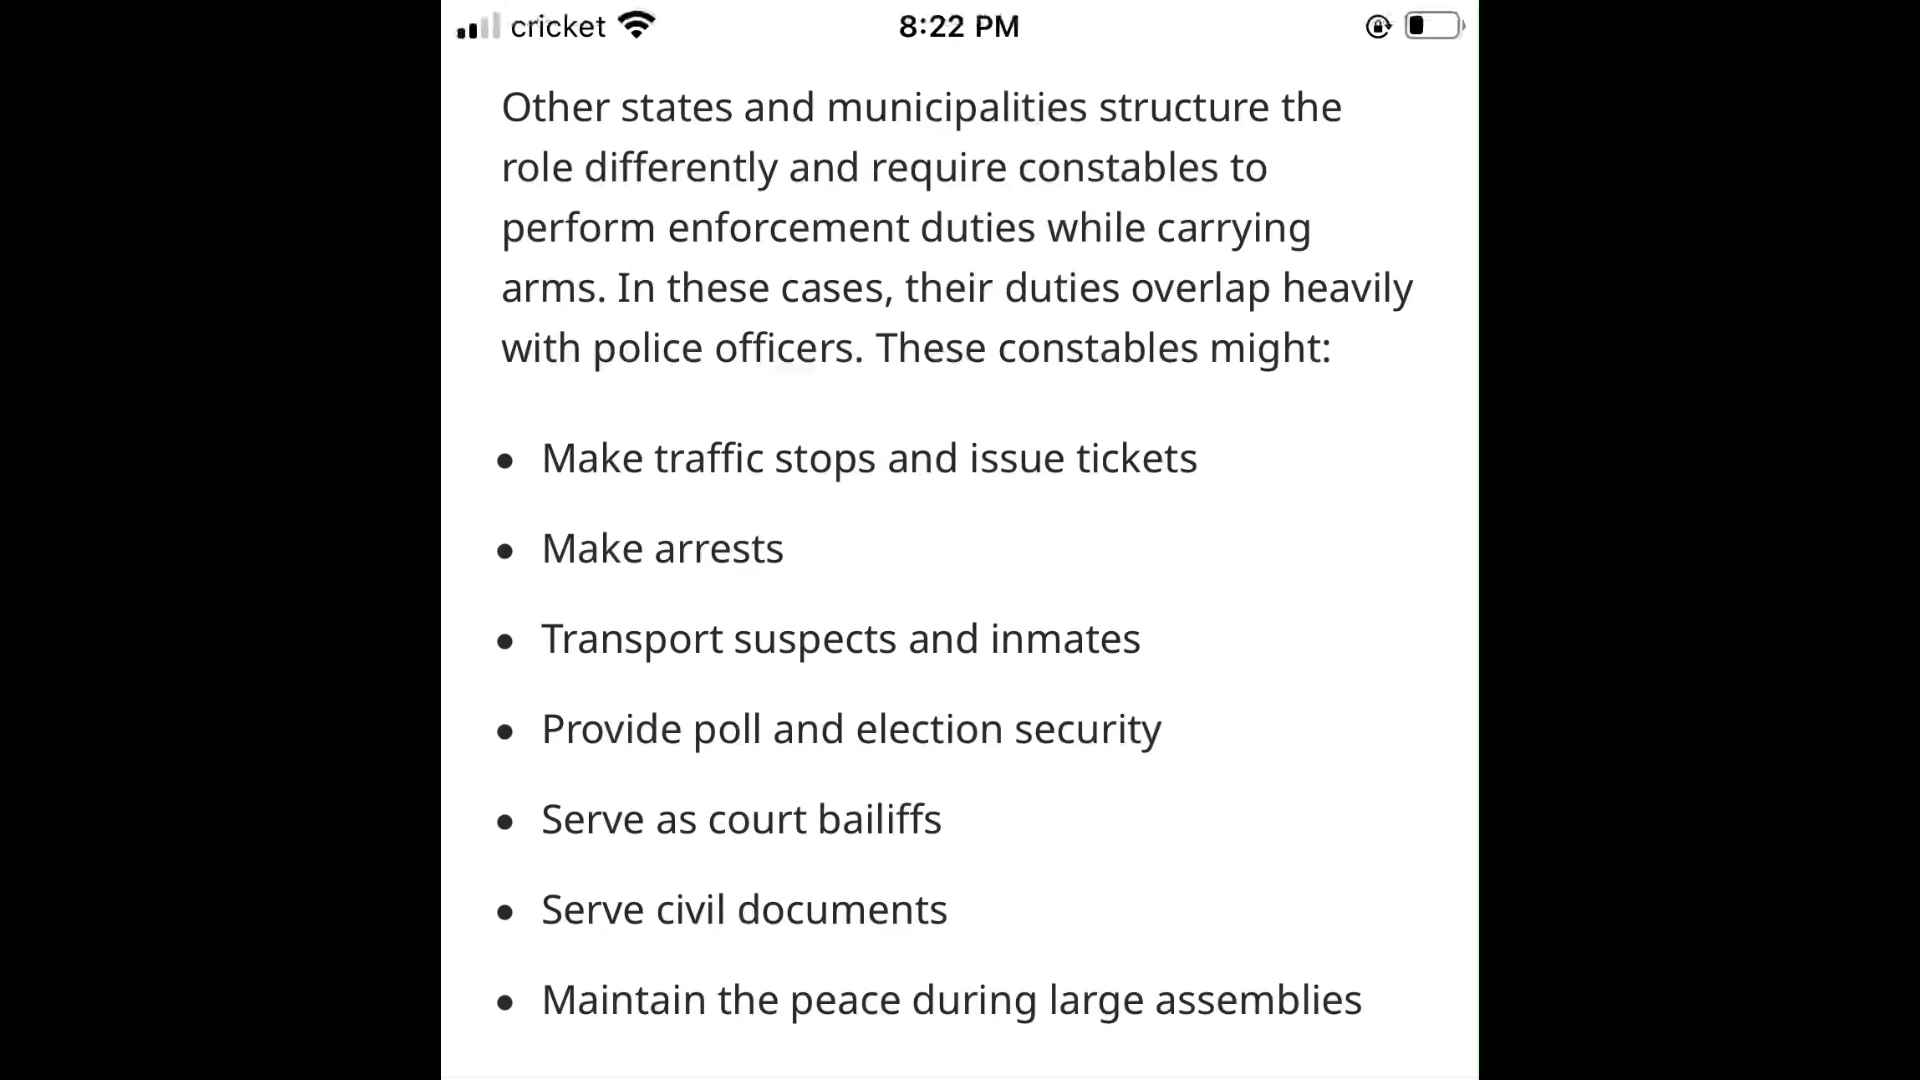 cricket 8:22 PM
Other states and municipalities structure the
role differently and require constables to
perform enforcement duties while carrying
arms. In these cases, their duties overlap heavily
with police officers. These constables might:
• Make traffic stops and issue tickets
• Make arrests
• Transport suspects and inmates
• Provide poll and election security
• Serve as court bailiffs
• Serve civil documents
• Maintain the peace during large assemblies